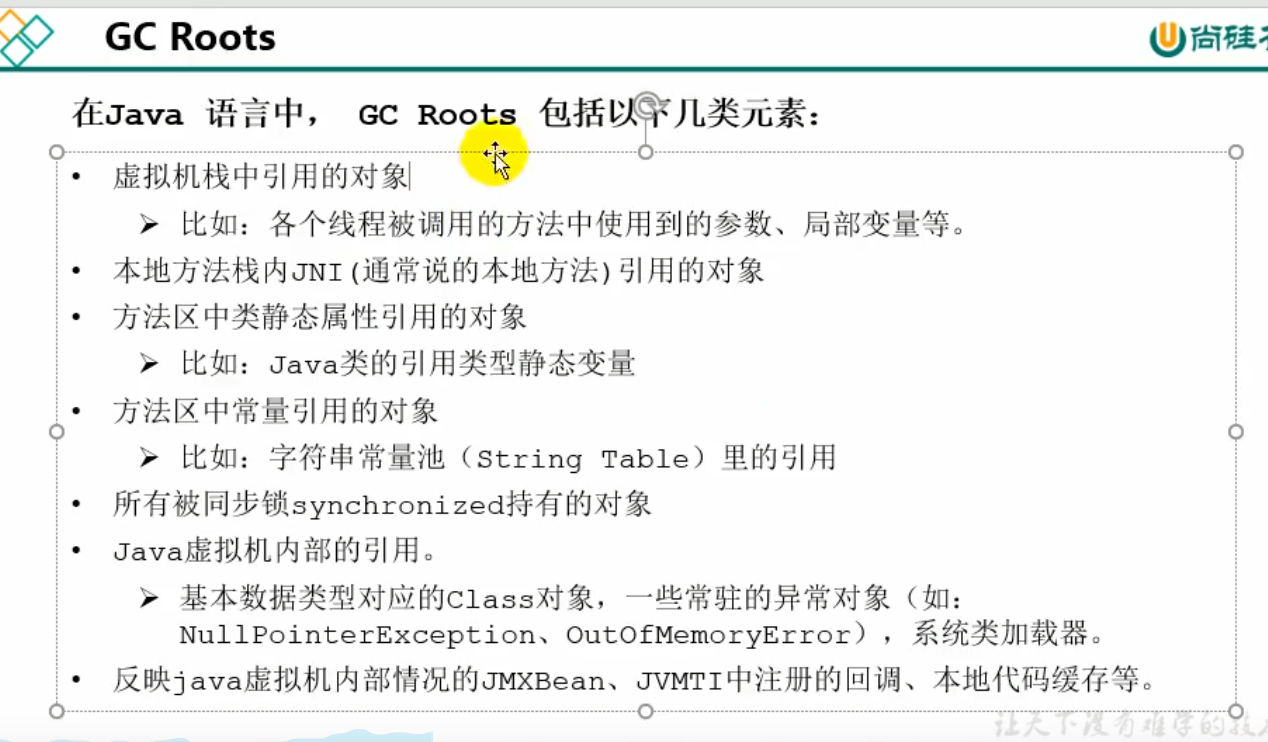 GC Roots
尚硅谷
在Java 语言中， GC Roots 包括以下几类元素：
• 虚拟机栈中引用的对象
➢ 比如：各个线程被调用的方法中使用到的参数、局部变量等。
• 本地方法栈内JNI(通常说的本地方法)引用的对象
• 方法区中类静态属性引用的对象
➢ 比如：Java类的引用类型静态变量
• 方法区中常量引用的对象
➢ 比如：字符串常量池（String Table）里的引用
• 所有被同步锁synchronized持有的对象
• Java虚拟机内部的引用。
➢ 基本数据类型对应的Class对象，一些常驻的异常对象（如：
NullPointerException、OutOfMemoryError），系统类加载器。
• 反映java虚拟机内部情况的JMXBean、JVMTI中注册的回调、本地代码缓存等。
让天下没有难学的技术